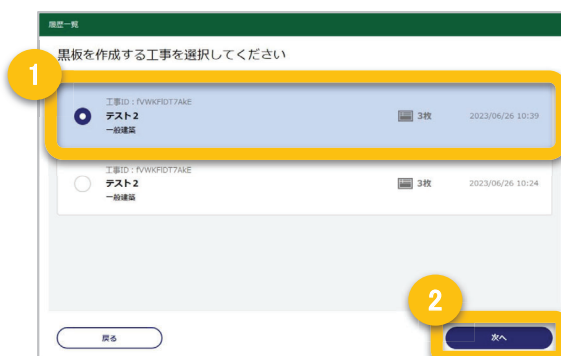 履歴一覧
黒板を作成する工事を選択してください
1
工事ID : fVWKFIDT7AkE
テスト2
一般建築
3枚
2023/06/26 10:39
工事ID : fVWKFIDT7AkE
テスト2
一般建築
3枚
2023/06/26 10:24
2
戻る
次へ